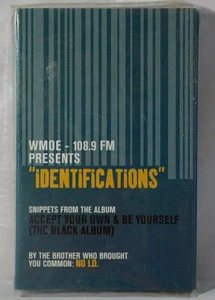 WMOE - 108.9 FM
PRESENTS
"iDENTiFiCATiONS"
SNIPPETS FROM THE ALBUM
ACCEPT YOUR OWN & BE YOURSELF
(THE BLACK ALBUM)
BY THE BROTHER WHO BROUGHT
YOU COMMON: NO I.D.